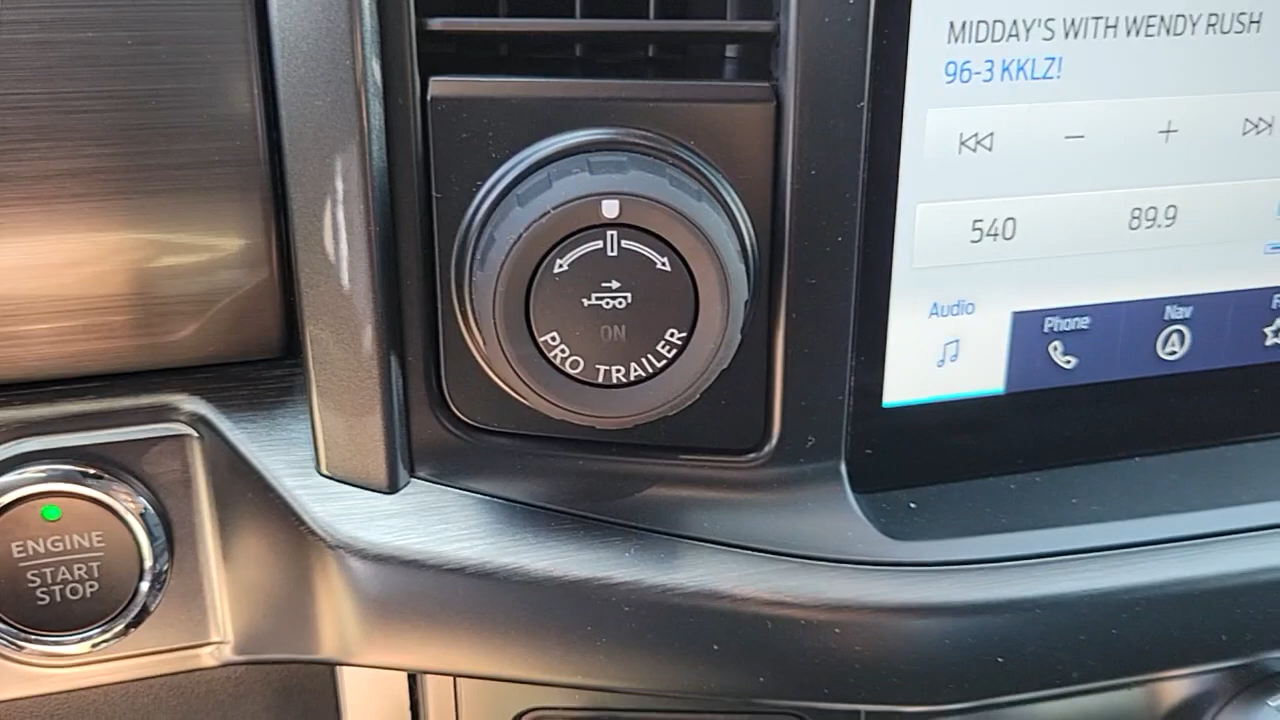 MIDDAY'S WITH WENDY RUSH
96-3 KKLZ!
540
89.9
Audio
Phone
Nav
ON
PRO TRAILER
ENGINE
START
STOP